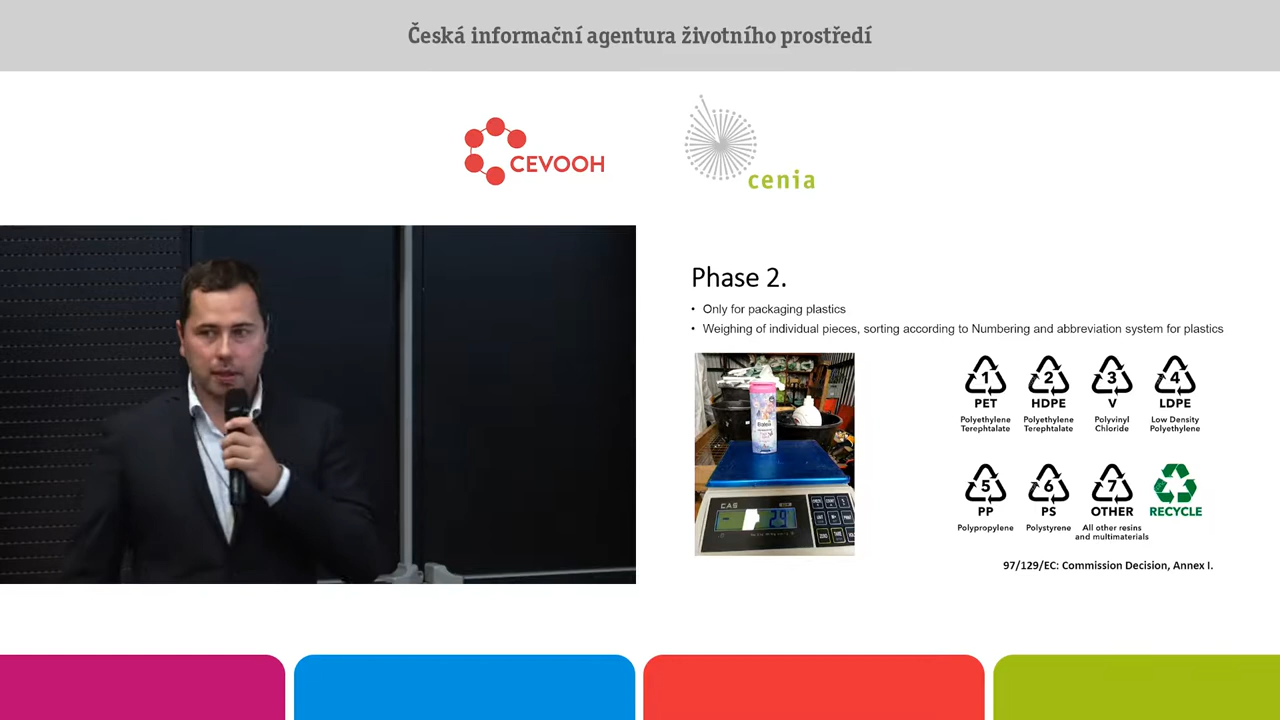 Česká informační agentura životního prostředí
CEVOOH
cenia
Phase 2.
• Only for packaging plastics
• Weighing of individual pieces, sorting according to Numbering and abbreviation system for plastics
1 2 3 4
PET HDPE V LDPE
Polyethylene Terephtalate
Polyethylene Terephtalate
Polyvinyl Chloride
Low Density Polyethylene
5 6 7
PP PS OTHER RECYCLE
Polypropylene
Polystyrene
All other resins and multimaterials
CAS
29
97/129/EC: Commission Decision, Annex I.